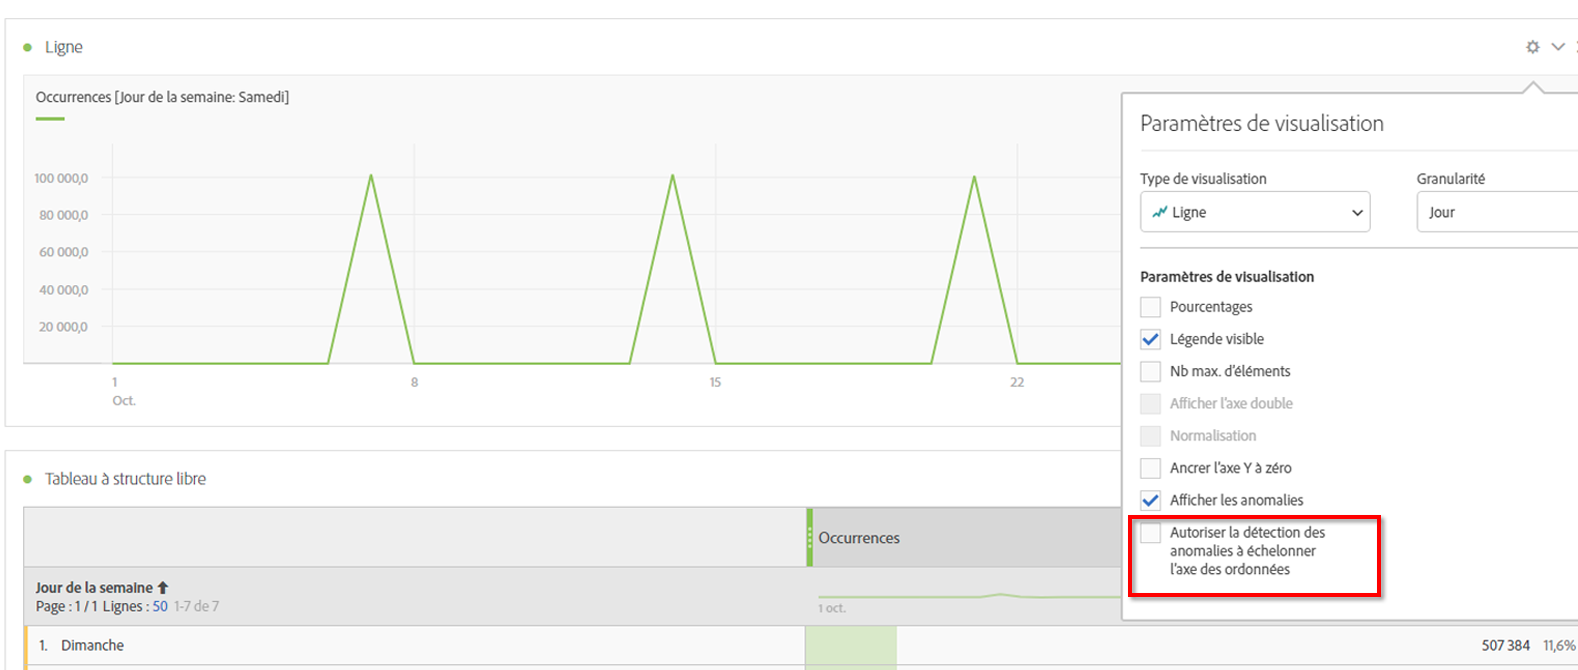 Ligne
Occurrences [Jour de la semaine: Samedi]
100 000,0
80 000,0
60 000,0
40 000,0
20 000,0
1
8
15
22
Oct.
Paramètres de visualisation
Type de visualisation
Granularité
Ligne
Jour
Paramètres de visualisation
Pourcentages
Légende visible
Nb max. d'éléments
Afficher l'axe double
Normalisation
Ancrer l'axe Y à zéro
Afficher les anomalies
Autoriser la détection des
anomalies à échelonner
l'axe des ordonnées
Tableau à structure libre
Occurrences
Jour de la semaine
Page : 1 / 1 Lignes : 50 1-7 de 7
1 oct.
1. Dimanche
507 384 11,6%